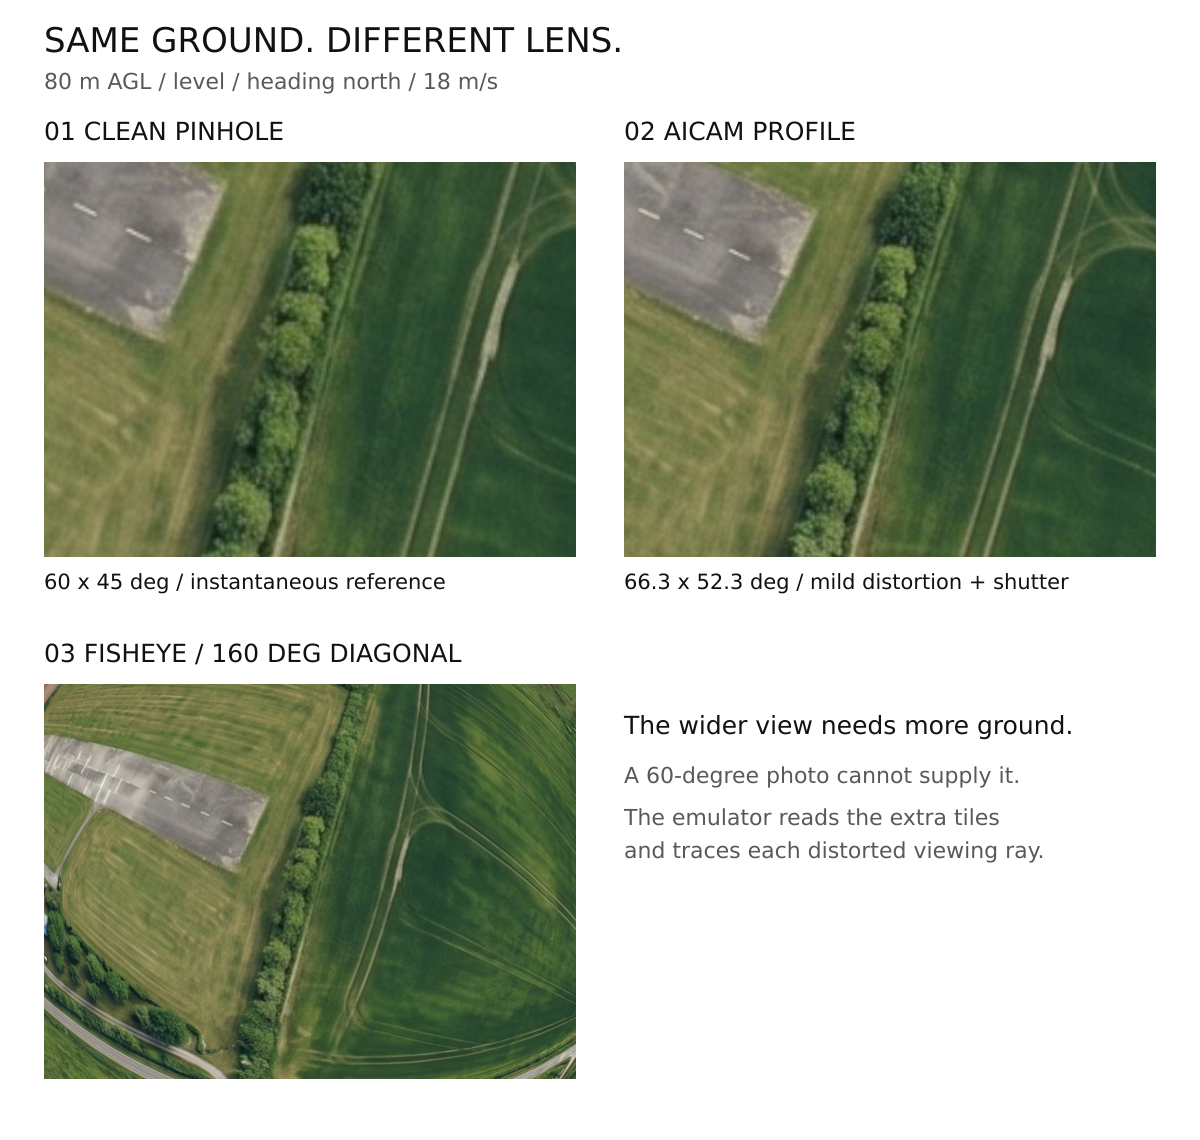 SAME GROUND. DIFFERENT LENS.
80 m AGL / level / heading north / 18 m/s
01 CLEAN PINHOLE
02 AICAM PROFILE
60 x 45 deg / instantaneous reference
66.3 x 52.3 deg / mild distortion + shutter
03 FISHEYE / 160 DEG DIAGONAL
The wider view needs more ground.
A 60-degree photo cannot supply it.
The emulator reads the extra tiles
and traces each distorted viewing ray.